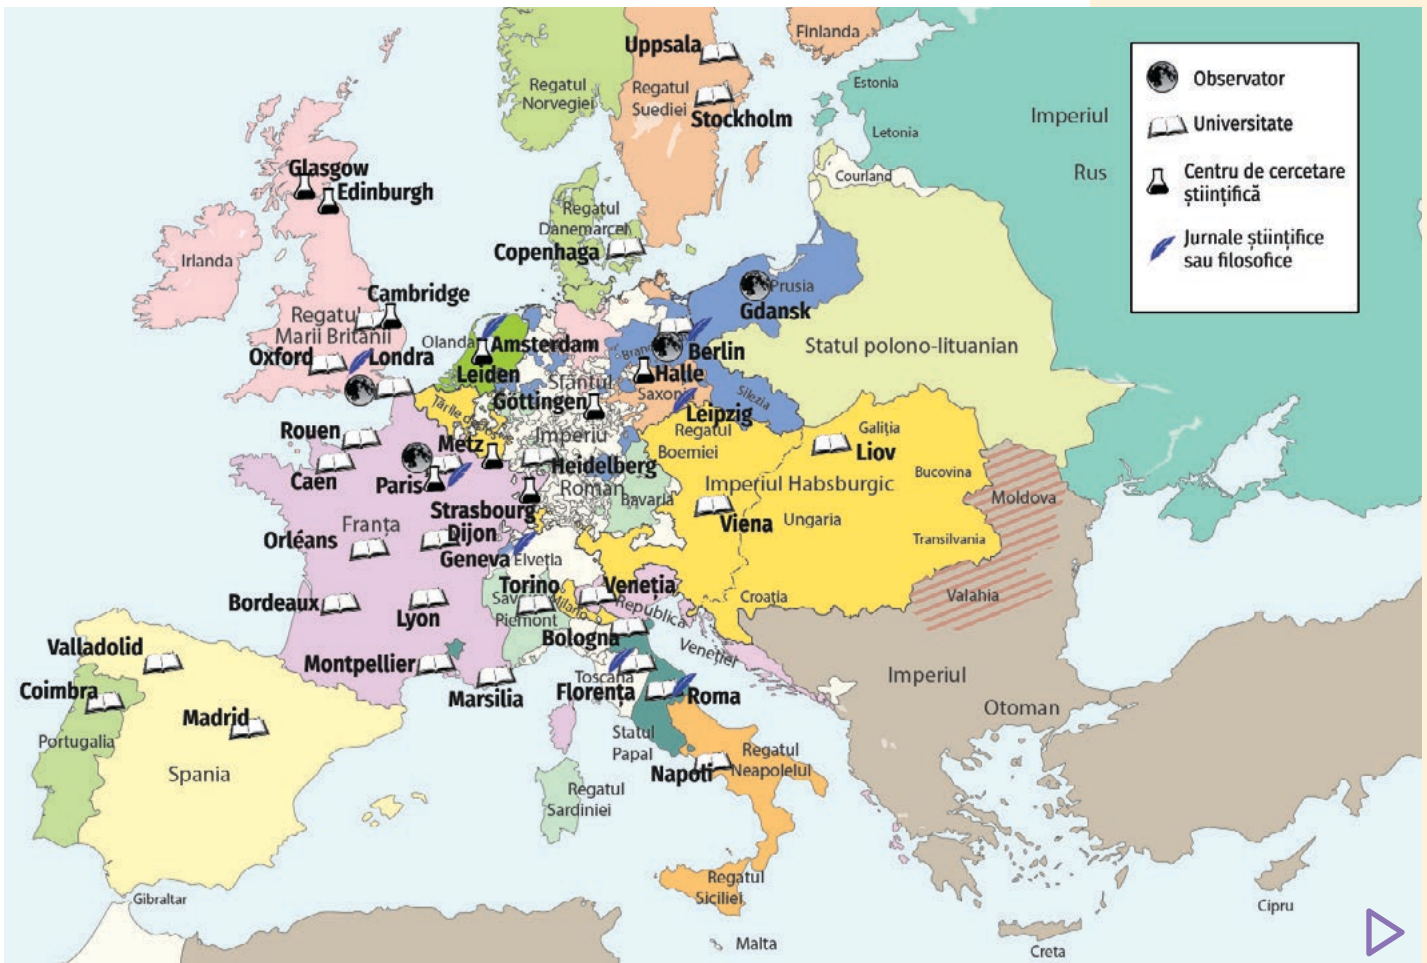 Uppsala
Finlanda
Regatul
Norvegiei
Regatul
Suediei
Stockholm
Estonia
Letonia
Imperiul
Rus
Courland
Observator
Universitate
Centru de cercetare
științifică
Jurnale științifice
sau filosofice
Glasgow
Edinburgh
Irlanda
Regatul
Danemarcei
Copenhaga
Cambridge
Regatul
Marii Britanii
Oxford
Londra
Olanda
Amsterdam
Leiden
Prusia
Gdansk
Berlin
Halle
Statul polono-lituanian
Sfântul
Göttingen
Saxonia
Silezia
Leipzig
Țările de Jos
Rouen
Metz
Imperiu
Regatul
Boemiei
Galiția
Liov
Caen
Paris
Heidelberg
Roman
Bavaria
Imperiul Habsburgic
Bucovina
Moldova
Strasbourg
Franța
Dijon
Viena
Ungaria
Orléans
Geneva
Elveția
Transilvania
Torino
Veneția
Bordeaux
Lyon
Piemont
Milano
Republica
Veneției
Croația
Valahia
Bologna
Valladolid
Montpellier
Toscana
Coimbra
Marsilia
Florența
Roma
Imperiul
Otoman
Madrid
Portugalia
Spania
Statul
Papal
Regatul
Neapolelui
Napoli
Regatul
Sardiniei
Regatul
Siciliei
Gibraltar
Malta
Creta
Cipru